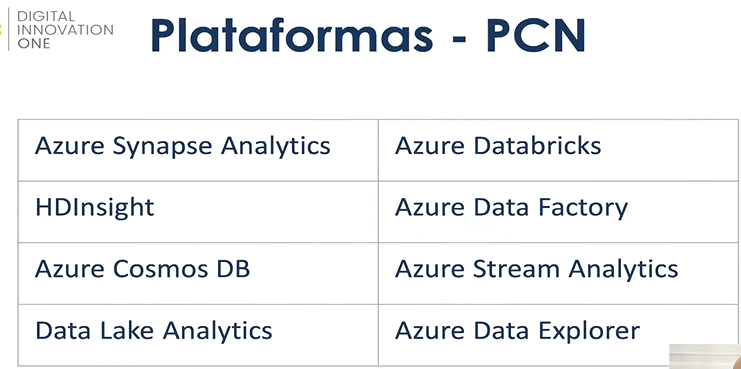 DIGITAL
INNOVATION
ONE
Plataformas - PCN
Azure Synapse Analytics
Azure Databricks
HDInsight
Azure Data Factory
Azure Cosmos DB
Azure Stream Analytics
Data Lake Analytics
Azure Data Explorer